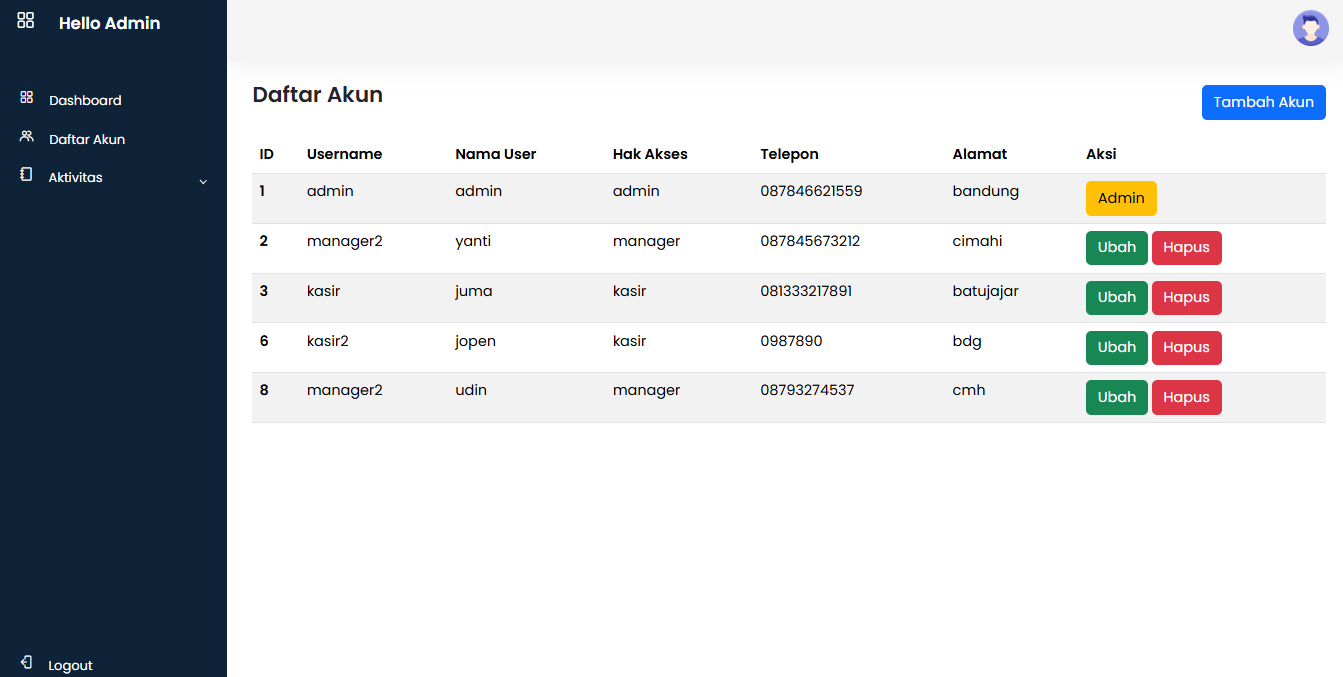 Hello Admin
Dashboard
Daftar Akun
Aktivitas
Logout
Daftar Akun
Tambah Akun
ID Username Nama User Hak Akses Telepon Alamat Aksi
1 admin admin admin 087846621559 bandung Admin
2 manager2 yanti manager 087845673212 cimahi Ubah Hapus
3 kasir juma kasir 081333217891 batujajar Ubah Hapus
6 kasir2 jopen kasir 0987890 bdg Ubah Hapus
8 manager2 udin manager 08793274537 cmh Ubah Hapus